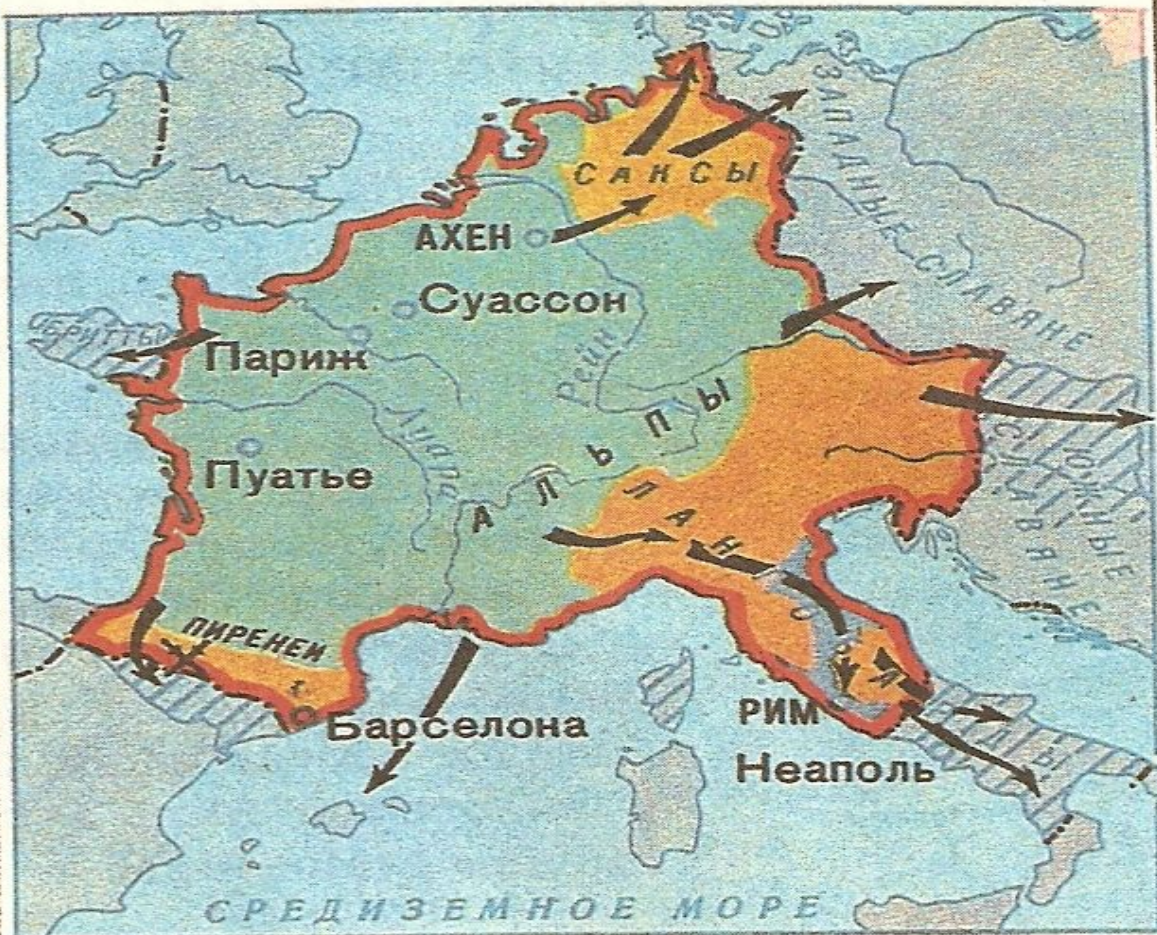 ЗАПАДНЫЕ СЛАВЯНЕ
САКСЫ
АХЕН
Суассон
БРИТТЫ
Париж
Рейн
Луара
Пуатье
АЛЬПЫ
ЛАНГОБАРДЫ
ЮЖНЫЕ
СЛАВЯНЕ
ПИРЕНЕИ
Барселона
РИМ
Неаполь
СРЕДИЗЕМНОЕ МОРЕ